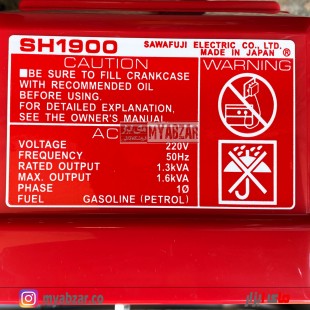 SH1900
SAWAFUJI ELECTRIC CO., LTD.
MADE IN JAPAN ®
CAUTION
BE SURE TO FILL CRANKCASE
WITH RECOMMENDED OIL
BEFORE USING.
FOR DETAILED EXPLANATION,
SEE THE OWNER'S MANUAL
WARNING
AC
MYABZAR
VOLTAGE 220V
FREQUENCY 50Hz
RATED OUTPUT 1.3kVA
MAX. OUTPUT 1.6kVA
PHASE 1Ø
FUEL GASOLINE (PETROL)
myabzar.co